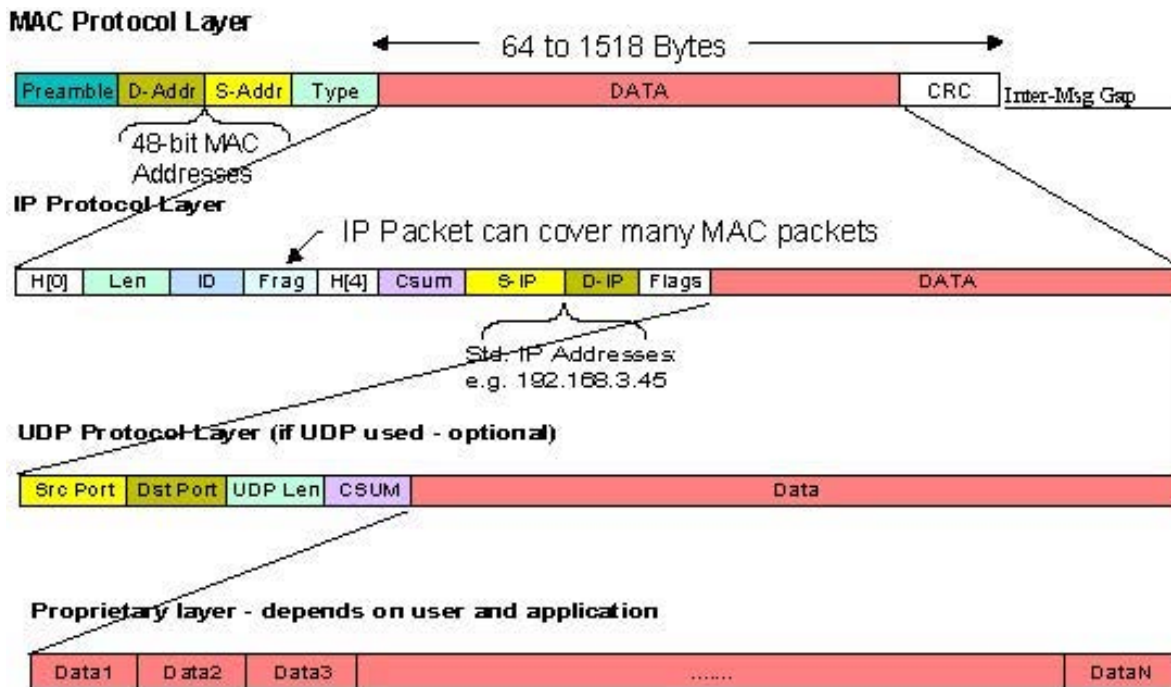 MAC Protocol Layer
64 to 1518 Bytes
Preamble D-Addr S-Addr Type DATA CRC Inter-Msg Gap
48-bit MAC
Addresses
IP Protocol Layer
IP Packet can cover many MAC packets
H[0] Len ID Frag H[4] Csum S-IP D-IP Flags DATA
Std. IP Addresses:
e.g. 192.168.3.45
UDP Protocol Layer (if UDP used - optional)
Src Port Dst Port UDP Len CSUM Data
Proprietary layer - depends on user and application
Data1 Data2 Data3 ....... DataN